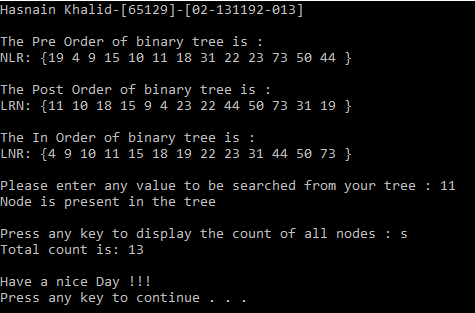 Hasnain Khalid-[65129]-[02-131192-013]
The Pre Order of binary tree is :
NLR: {19 4 9 15 10 11 18 31 22 23 73 50 44 }
The Post Order of binary tree is :
LRN: {11 10 18 15 9 4 23 22 44 50 73 31 19 }
The In Order of binary tree is :
LNR: {4 9 10 11 15 18 19 22 23 31 44 50 73 }
Please enter any value to be searched from your tree : 11
Node is present in the tree
Press any key to display the count of all nodes : s
Total count is: 13
Have a nice Day !!!
Press any key to continue . . .